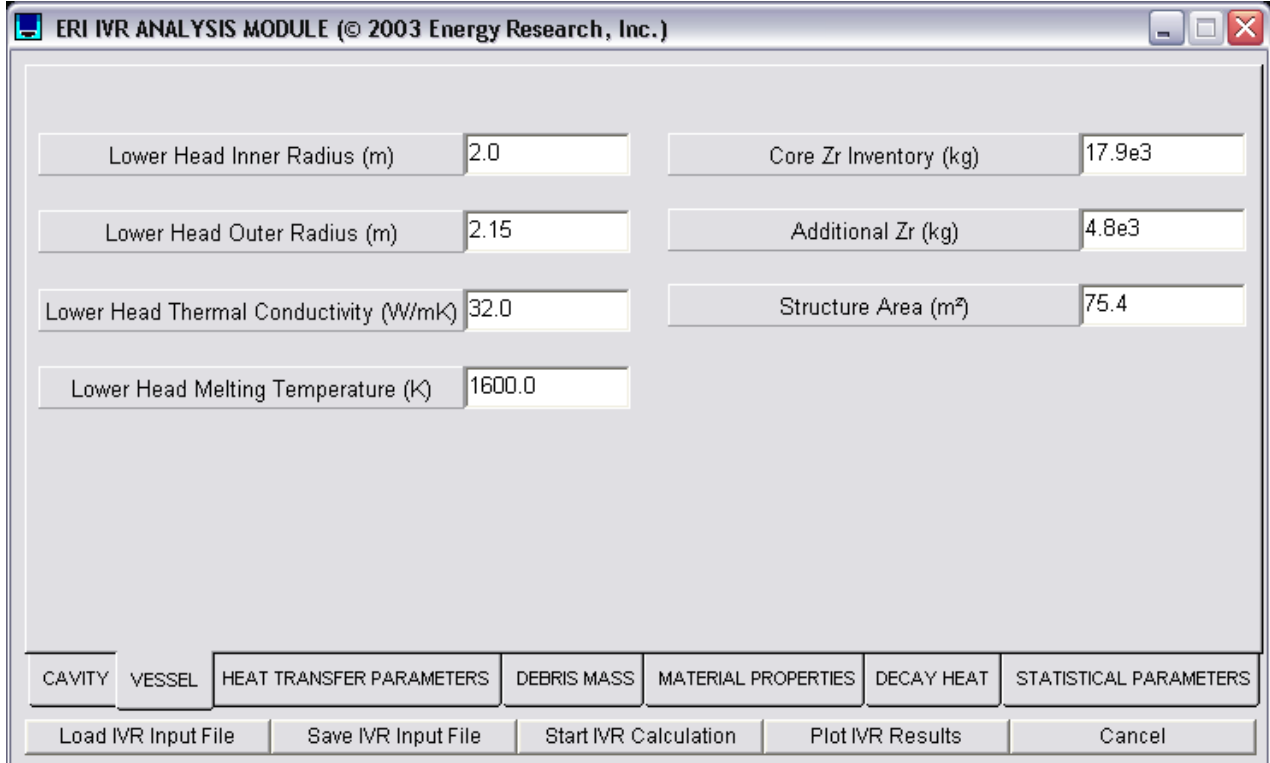 ERI IVR ANALYSIS MODULE (© 2003 Energy Research, Inc.)
Lower Head Inner Radius (m) 2.0
Core Zr Inventory (kg) 17.9e3
Lower Head Outer Radius (m) 2.15
Additional Zr (kg) 4.8e3
Lower Head Thermal Conductivity (W/mK) 32.0
Structure Area (m²) 75.4
Lower Head Melting Temperature (K) 1600.0
CAVITY VESSEL HEAT TRANSFER PARAMETERS DEBRIS MASS MATERIAL PROPERTIES DECAY HEAT STATISTICAL PARAMETERS
Load IVR Input File Save IVR Input File Start IVR Calculation Plot IVR Results Cancel